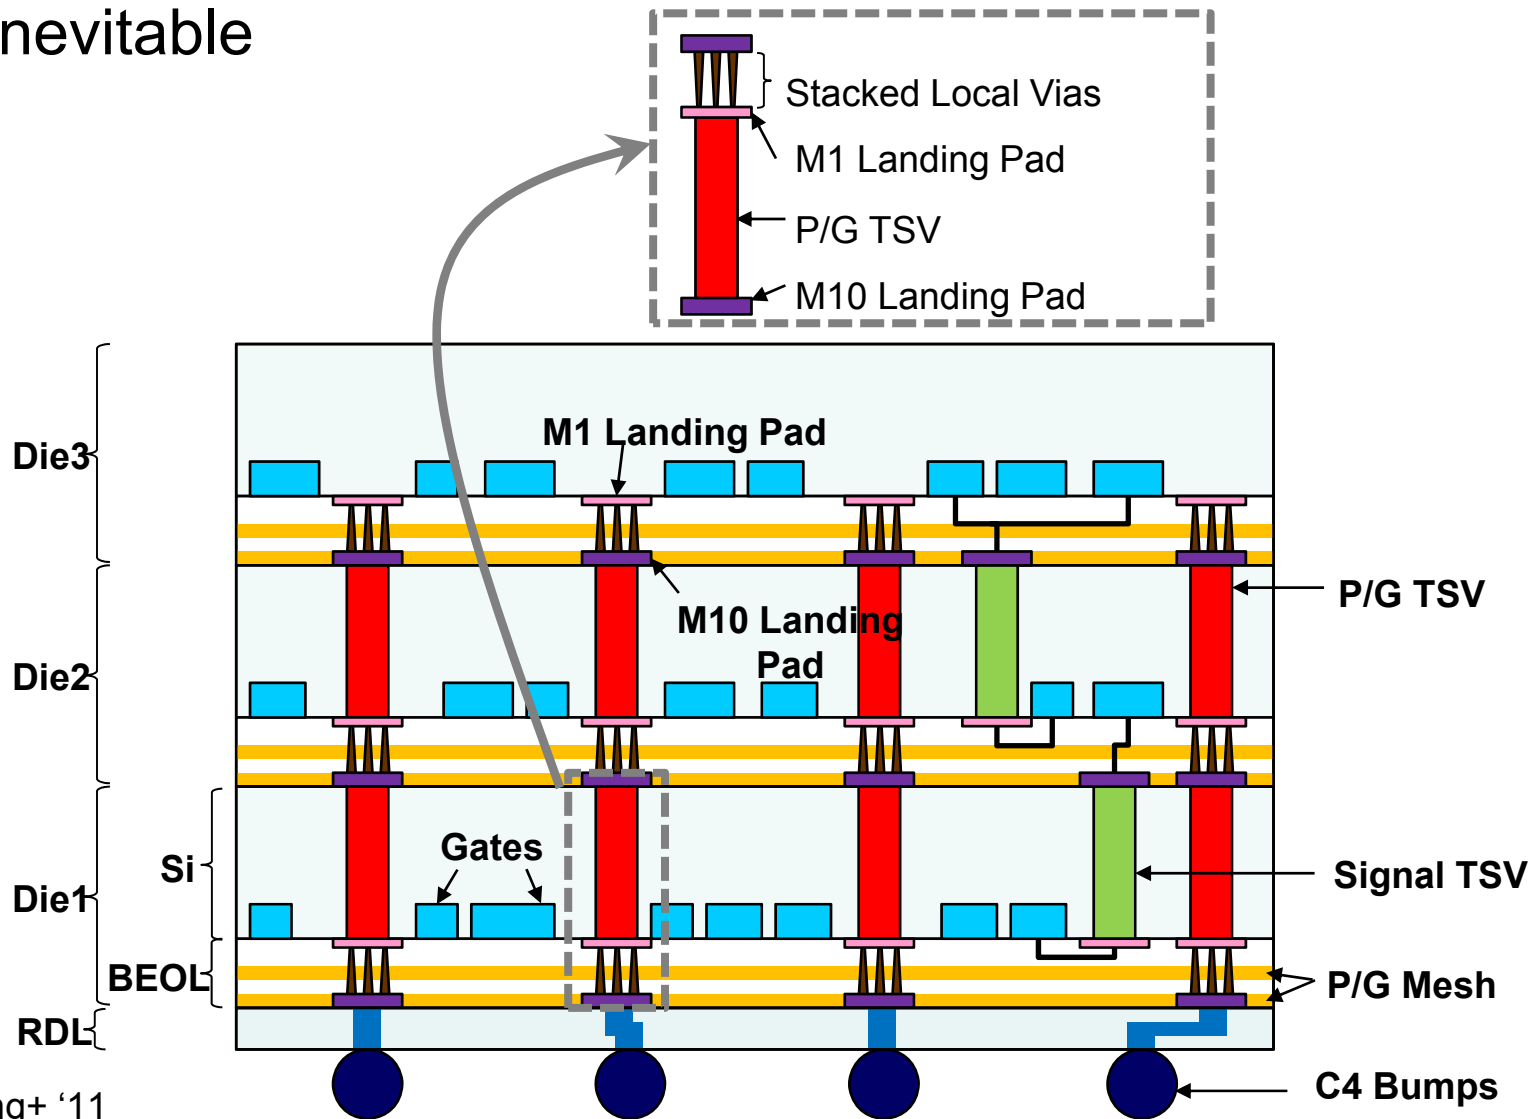 Stacked Local Vias
M1 Landing Pad
P/G TSV
M10 Landing Pad
M1 Landing Pad
Die3
M10 Landing
Pad
P/G TSV
Die2
Gates
Si
Signal TSV
Die1
BEOL
P/G Mesh
RDL
C4 Bumps
‘11